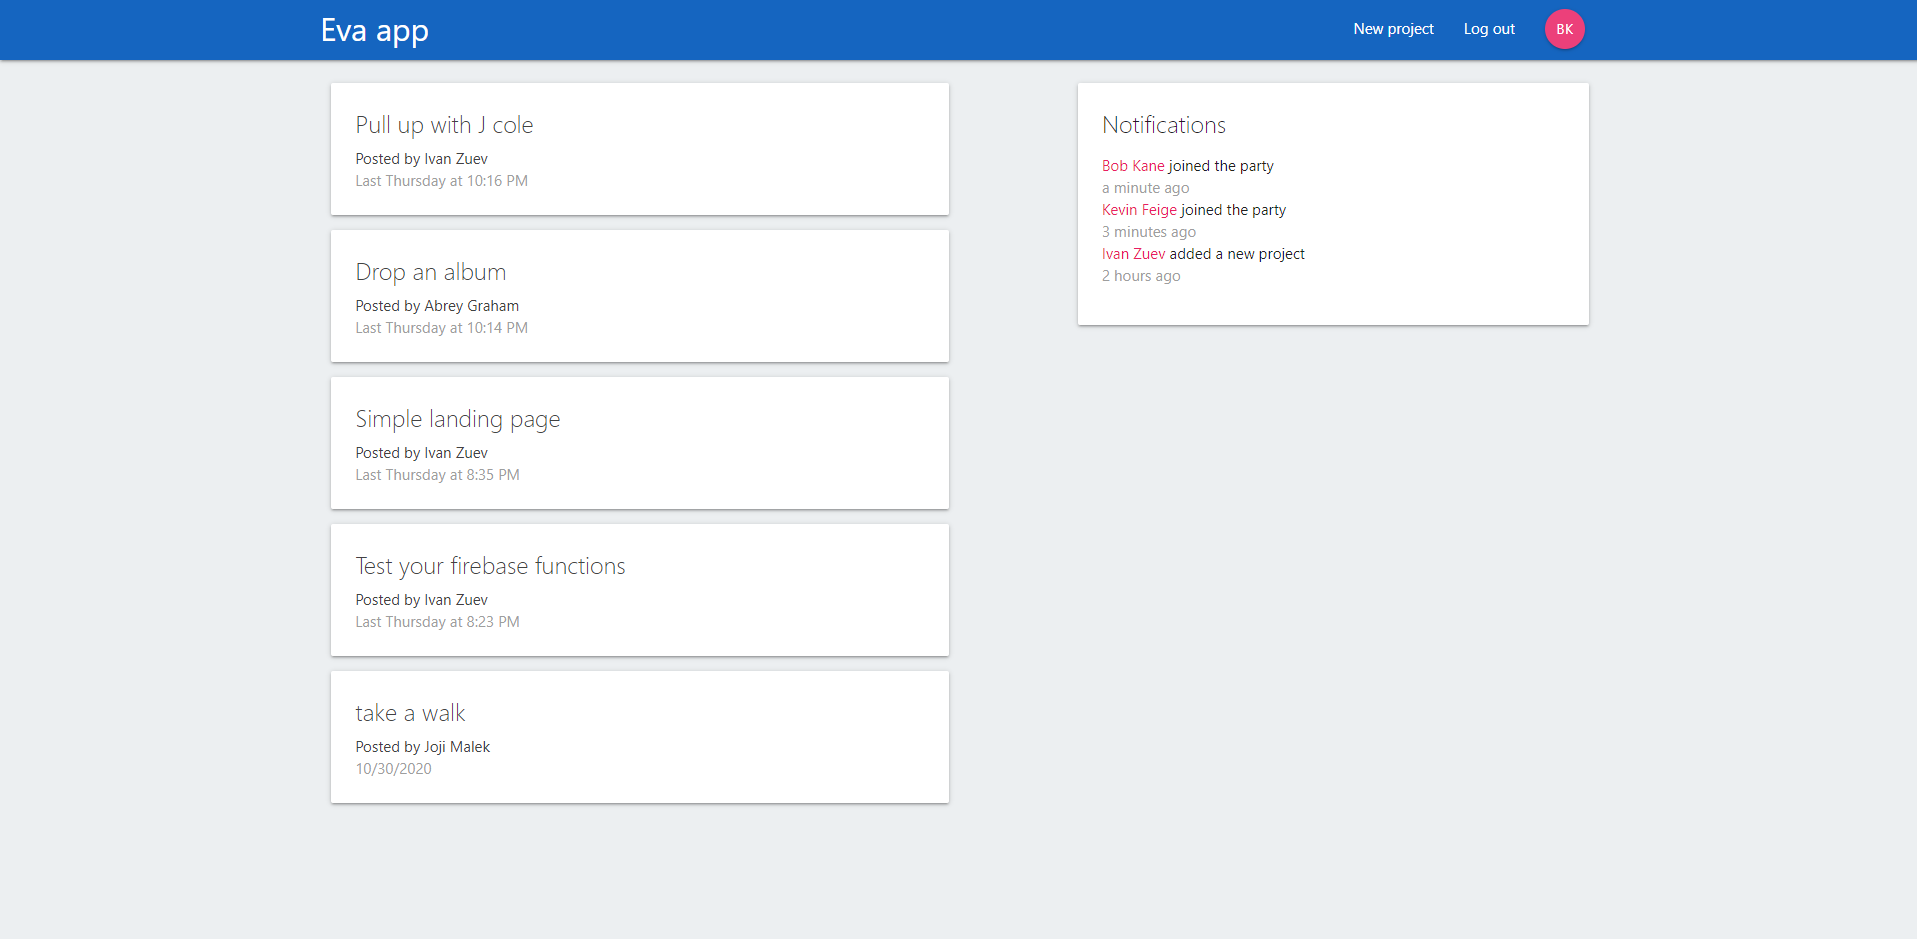 Eva app
New project
Log out
BK
Pull up with J cole
Posted by Ivan Zuev
Last Thursday at 10:16 PM
Drop an album
Posted by Abrey Graham
Last Thursday at 10:14 PM
Simple landing page
Posted by Ivan Zuev
Last Thursday at 8:35 PM
Test your firebase functions
Posted by Ivan Zuev
Last Thursday at 8:23 PM
take a walk
Posted by Joji Malek
10/30/2020
Notifications
Bob Kane joined the party
a minute ago
Kevin Feige joined the party
3 minutes ago
Ivan Zuev added a new project
2 hours ago